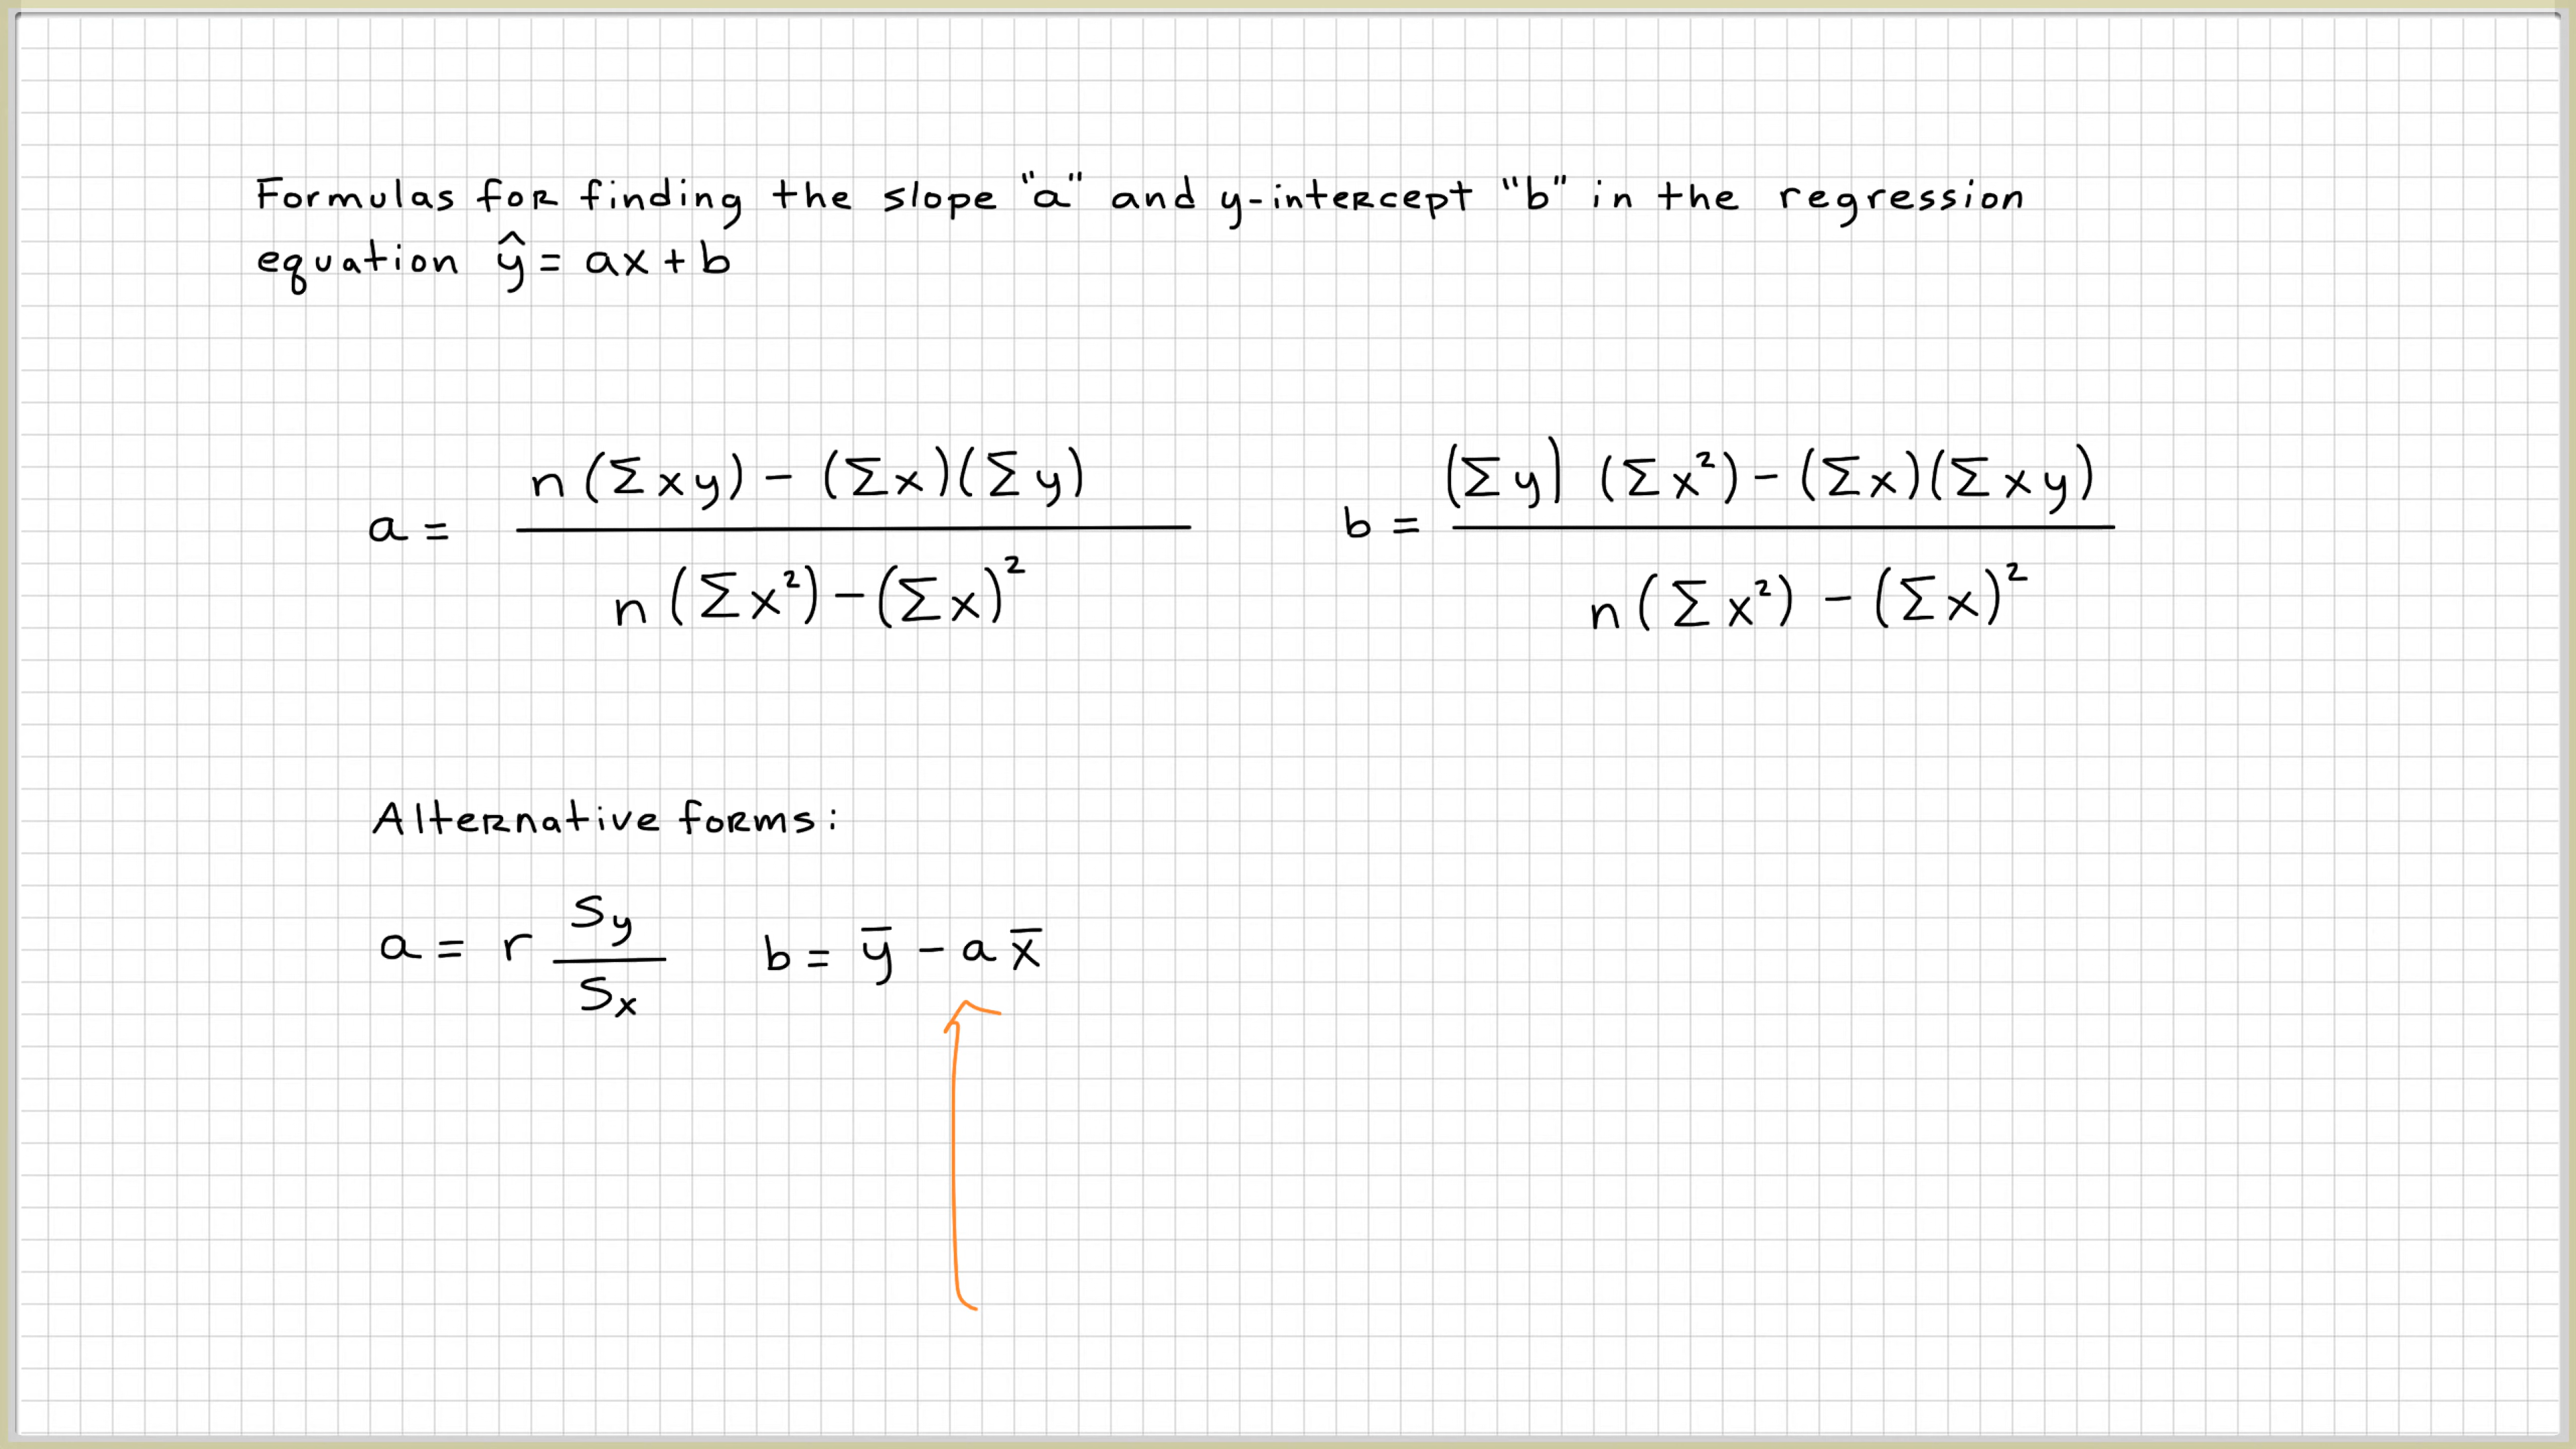 Formulas for finding the slope "a" and y-intercept "b" in the regression
equation ŷ = ax + b
a = (n(Σxy) − (Σx)(Σy)) / (n(Σx²) − (Σx)²)
b = ((Σy)(Σx²) − (Σx)(Σxy)) / (n(Σx²) − (Σx)²)
Alternative forms:
a = r Sy/Sx b = ȳ − a x̄